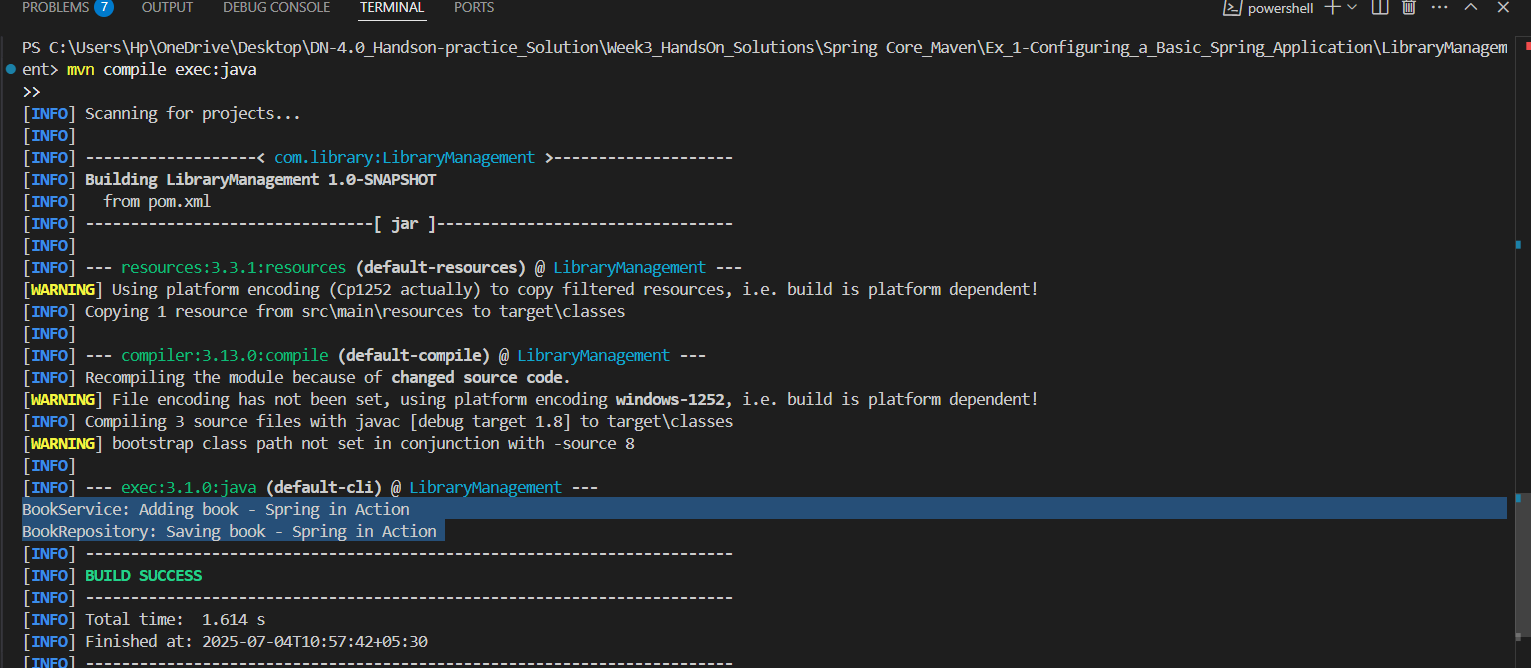 PROBLEMS 7 OUTPUT DEBUG CONSOLE TERMINAL PORTS powershell
PS C:\Users\Hp\OneDrive\Desktop\DN-4.0_Handson-practice_Solution\Week3_HandsOn_Solutions\Spring Core_Maven\Ex_1-Configuring_a_Basic_Spring_Application\LibraryManagem
ent> mvn compile exec:java
>>
[INFO] Scanning for projects...
[INFO]
[INFO] -------------------< com.library:LibraryManagement >--------------------
[INFO] Building LibraryManagement 1.0-SNAPSHOT
[INFO]   from pom.xml
[INFO] --------------------------------[ jar ]---------------------------------
[INFO]
[INFO] --- resources:3.3.1:resources (default-resources) @ LibraryManagement ---
[WARNING] Using platform encoding (Cp1252 actually) to copy filtered resources, i.e. build is platform dependent!
[INFO] Copying 1 resource from src\main\resources to target\classes
[INFO]
[INFO] --- compiler:3.13.0:compile (default-compile) @ LibraryManagement ---
[INFO] Recompiling the module because of changed source code.
[WARNING] File encoding has not been set, using platform encoding windows-1252, i.e. build is platform dependent!
[INFO] Compiling 3 source files with javac [debug target 1.8] to target\classes
[WARNING] bootstrap class path not set in conjunction with -source 8
[INFO]
[INFO] --- exec:3.1.0:java (default-cli) @ LibraryManagement ---
BookService: Adding book - Spring in Action
BookRepository: Saving book - Spring in Action
[INFO] ------------------------------------------------------------------------
[INFO] BUILD SUCCESS
[INFO] ------------------------------------------------------------------------
[INFO] Total time:  1.614 s
[INFO] Finished at: 2025-07-04T10:57:42+05:30
[INFO] ------------------------------------------------------------------------